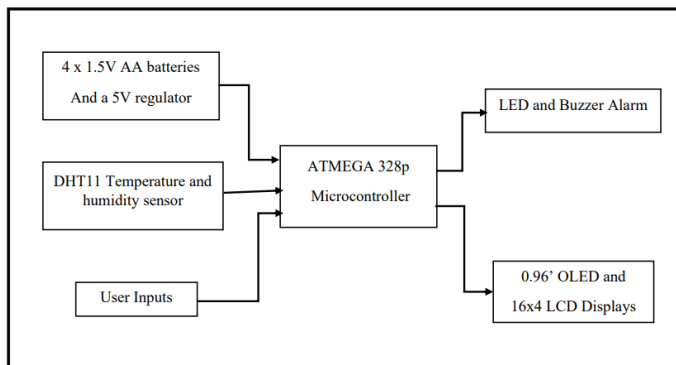 4 x 1.5V AA batteries
And a 5V regulator
LED and Buzzer Alarm
ATMEGA 328p
Microcontroller
DHT11 Temperature and
humidity sensor
User Inputs
0.96' OLED and
16x4 LCD Displays